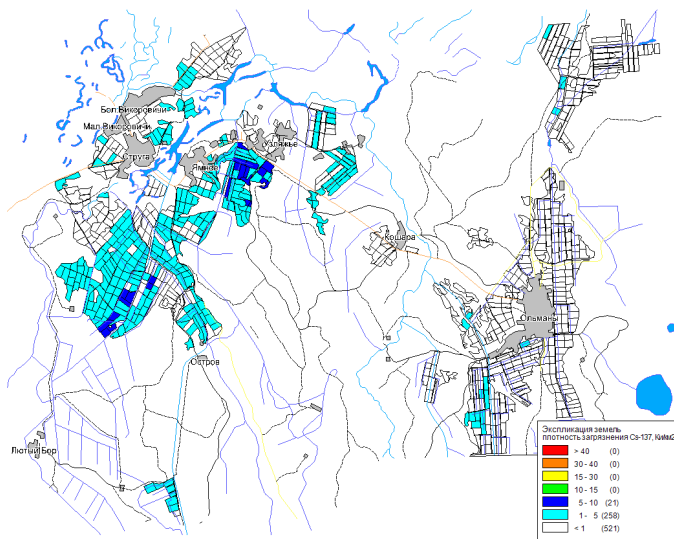 Бол.Викоровичи
Мал.Викоровичи
Струга
Узляжье
Ямное
Кошара
Ольманы
Остров
Лютый Бор
Экспликация земель
плотность загрязнения Cs-137, Ки/км2
> 40 (0)
30 - 40 (0)
15 - 30 (0)
10 - 15 (0)
5 - 10 (21)
1 - 5 (258)
< 1 (521)